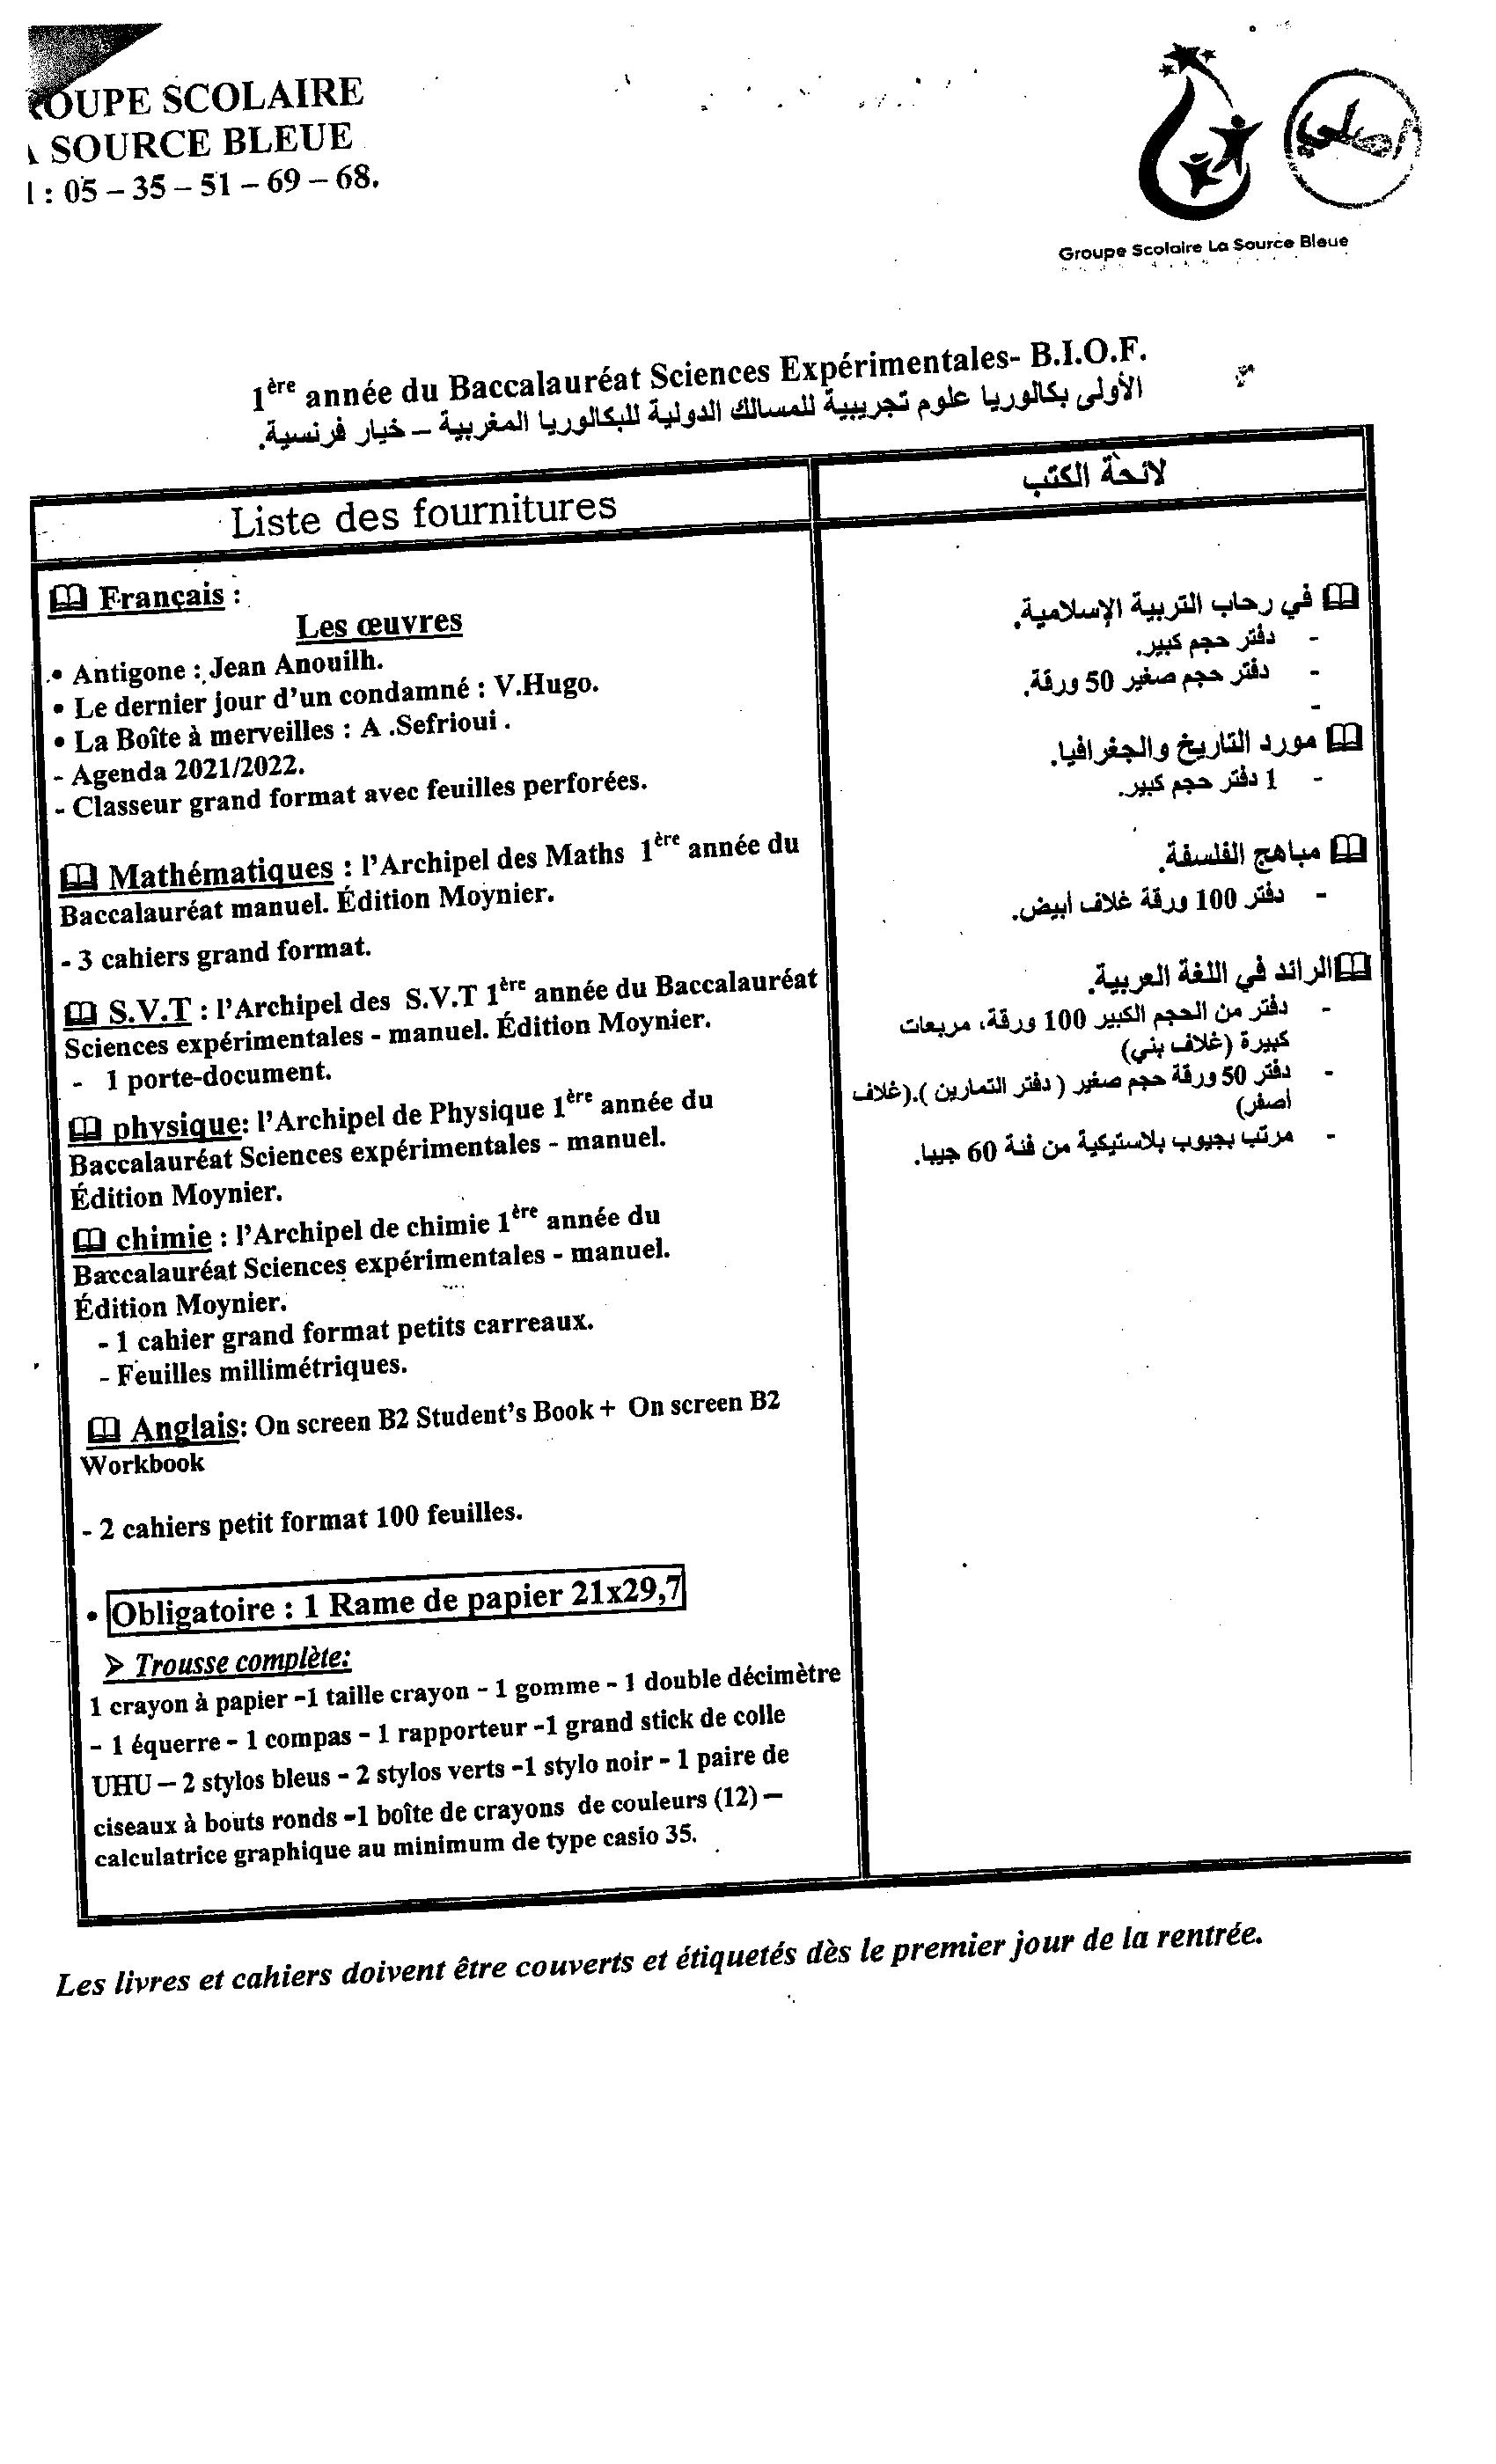 OUPE SCOLAIRE
SOURCE BLEUE
: 05 – 35 – 51 – 69 – 68.
أصلي
Groupe Scolaire La Source Bleue
1ère année du Baccalauréat Sciences Expérimentales- B.I.O.F.
الأولى بكالوريا علوم تجريبية للمسالك الدولية للبكالوريا المغربية – خيار فرنسية.
Liste des fournitures
Français :
Les œuvres
• Antigone : Jean Anouilh.
• Le dernier jour d'un condamné : V.Hugo.
• La Boîte à merveilles : A .Sefrioui .
- Agenda 2021/2022.
- Classeur grand format avec feuilles perforées.
Mathématiques : l'Archipel des Maths 1ère année du
Baccalauréat manuel. Édition Moynier.
- 3 cahiers grand format.
S.V.T : l'Archipel des S.V.T 1ère année du Baccalauréat
Sciences expérimentales - manuel. Édition Moynier.
- 1 porte-document.
physique: l'Archipel de Physique 1ère année du
Baccalauréat Sciences expérimentales - manuel.
Édition Moynier.
chimie : l'Archipel de chimie 1ère année du
Baccalauréat Sciences expérimentales - manuel.
Édition Moynier.
- 1 cahier grand format petits carreaux.
- Feuilles millimétriques.
Anglais: On screen B2 Student's Book + On screen B2
Workbook
- 2 cahiers petit format 100 feuilles.
• Obligatoire : 1 Rame de papier 21x29,7
➢ Trousse complète:
1 crayon à papier –1 taille crayon – 1 gomme – 1 double décimètre
– 1 équerre – 1 compas – 1 rapporteur –1 grand stick de colle
UHU – 2 stylos bleus – 2 stylos verts –1 stylo noir – 1 paire de
ciseaux à bouts ronds –1 boîte de crayons de couleurs (12) –
calculatrice graphique au minimum de type casio 35.
لائحة الكتب
في رحاب التربية الإسلامية.
- دفتر حجم كبير.
- دفتر حجم صغير 50 ورقة.
-
مورد التاريخ والجغرافيا.
- 1 دفتر حجم كبير.
مباهج الفلسفة.
- دفتر 100 ورقة غلاف أبيض.
الرائد في اللغة العربية.
- دفتر من الحجم الكبير 100 ورقة، مربعات
كبيرة (غلاف بني)
- دفتر 50 ورقة حجم صغير ( دفتر التمارين ).(غلاف
أصفر)
- مرتب بجيوب بلاستيكية من فئة 60 جيبا.
Les livres et cahiers doivent être couverts et étiquetés dès le premier jour de la rentrée.